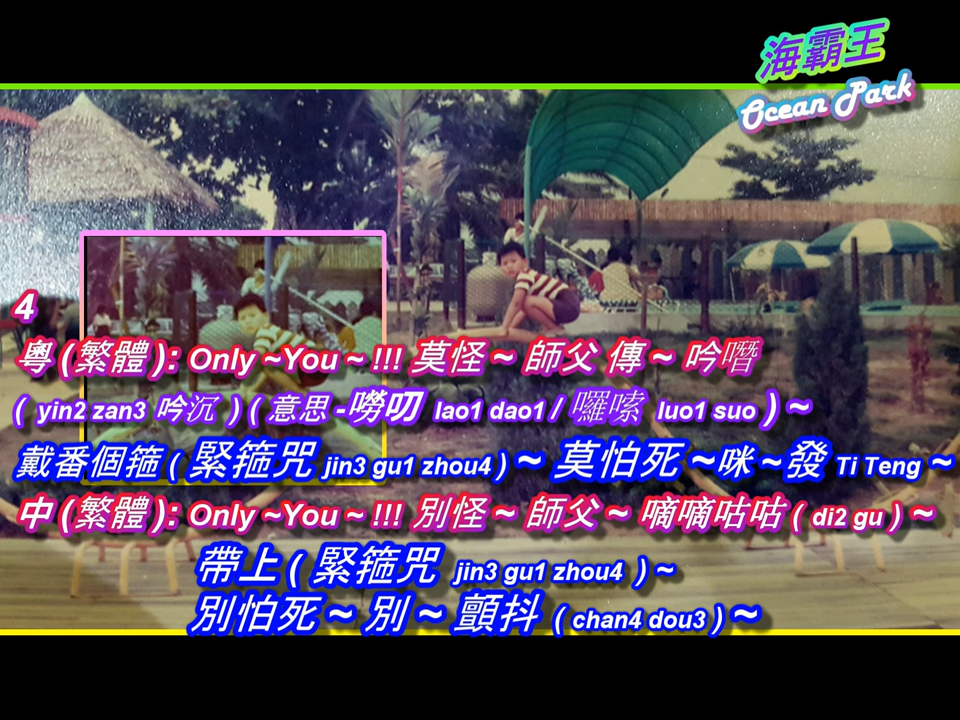 海霸王
Ocean Park
4
粵 (繁體 ): Only ~You ~ !!! 莫怪 ~ 師父 傳 ~ 吟嚍
( yin2 zan3 吟沉 ) ( 意思 -嘮叨 lao1 dao1 / 囉嗦 luo1 suo ) ~
戴番個箍 ( 緊箍咒 jin3 gu1 zhou4 ) ~ 莫怕死 ~咪 ~發 Ti Teng ~
中 (繁體 ): Only ~You ~ !!! 別怪 ~ 師父 ~ 嘀嘀咕咕 ( di2 gu ) ~
帶上 ( 緊箍咒 jin3 gu1 zhou4 ) ~
別怕死 ~ 別 ~ 顫抖 ( chan4 dou3 ) ~